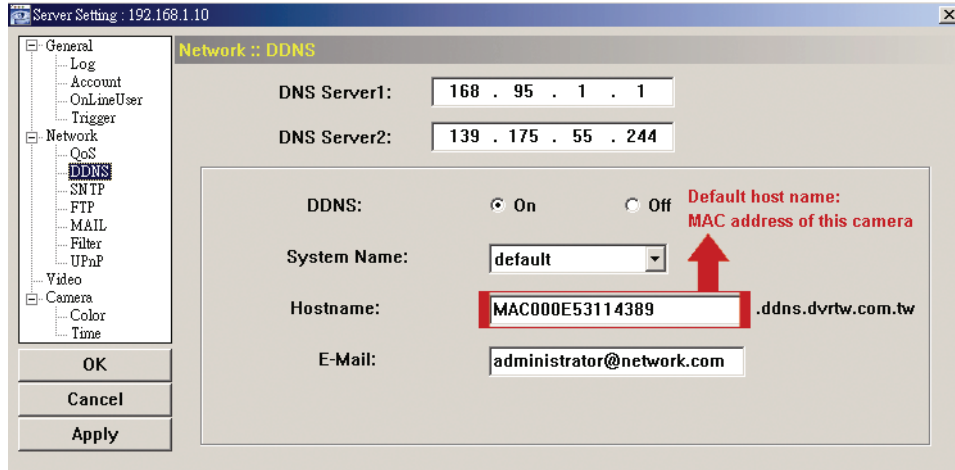 Server Setting : 192.168.1.10
General
Log
Account
OnLineUser
Trigger
Network
QoS
DDNS
SNTP
FTP
MAIL
Filter
UPnP
Video
Camera
Color
Time
OK
Cancel
Apply
Network :: DDNS
DNS Server1: 168 . 95 . 1 . 1
DNS Server2: 139 . 175 . 55 . 244
DDNS: On Off
Default host name:
MAC address of this camera
System Name: default
Hostname: MAC000E53114389 .ddns.dvrtw.com.tw
E-Mail: administrator@network.com